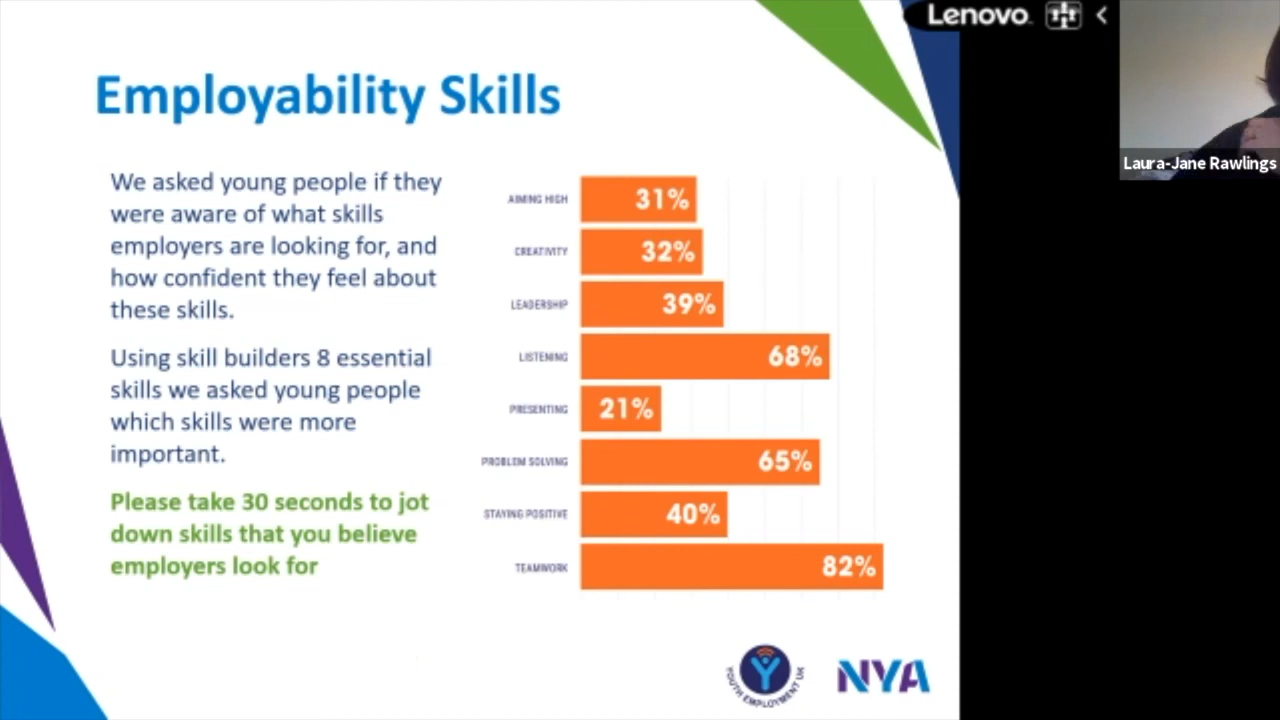 Lenovo
Laura-Jane Rawlings
Employability Skills
We asked young people if they
were aware of what skills
employers are looking for, and
how confident they feel about
these skills.
Using skill builders 8 essential
skills we asked young people
which skills were more
important.
Please take 30 seconds to jot
down skills that you believe
employers look for
AIMING HIGH 31%
CREATIVITY 32%
LEADERSHIP 39%
LISTENING 68%
PRESENTING 21%
PROBLEM SOLVING 65%
STAYING POSITIVE 40%
TEAMWORK 82%
YOUTH EMPLOYMENT UK
NYA